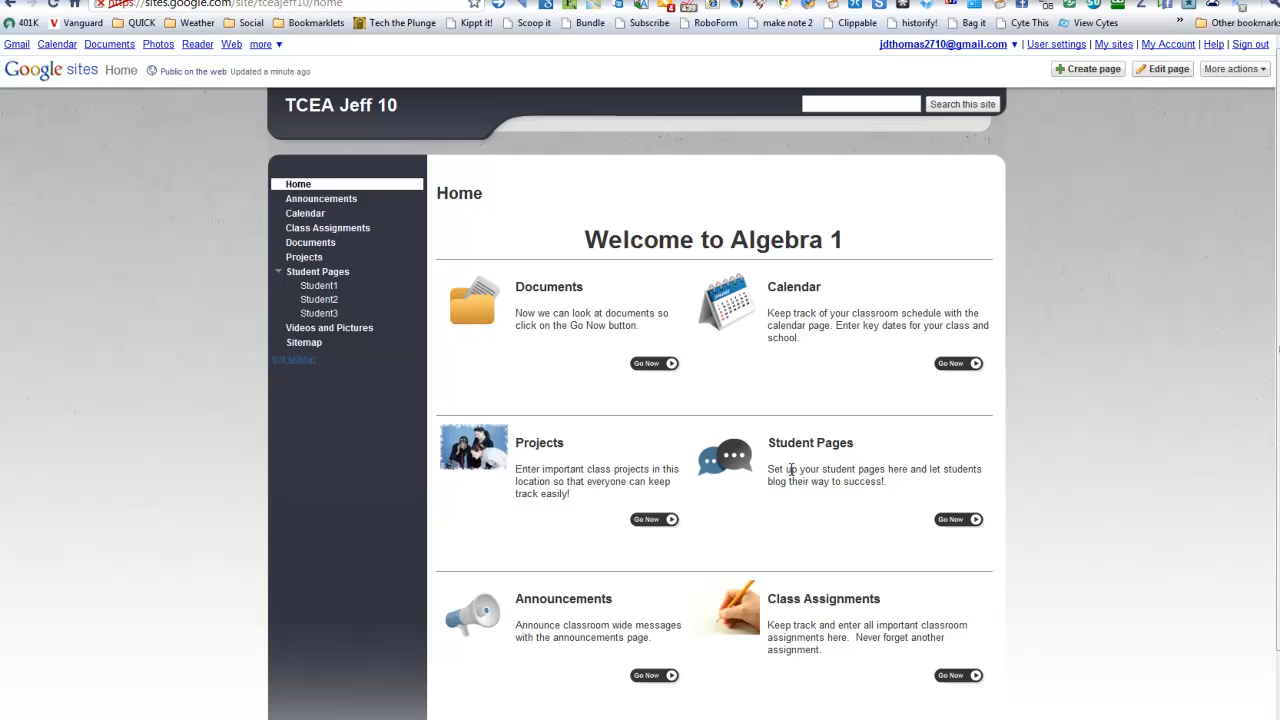 https://sites.google.com/site/tceajeff10/home
401K Vanguard QUICK Weather Social Bookmarklets Tech the Plunge Kippt it! Scoop it Bundle Subscribe RoboForm make note 2 Clippable historify! Bag it Cyte This View Cytes » Other bookmarks
Gmail Calendar Documents Photos Reader Web more ▼ jdthomas2710@gmail.com ▼ | User settings | My sites | My Account | Help | Sign out
Google sites Home Public on the web Updated a minute ago Create page Edit page More actions ▼
TCEA Jeff 10
Search this site
Home
Announcements
Calendar
Class Assignments
Documents
Projects
Student Pages
Student1
Student2
Student3
Videos and Pictures
Sitemap
Edit sidebar
Home
Welcome to Algebra 1
Documents
Now we can look at documents so
click on the Go Now button.
Go Now
Calendar
Keep track of your classroom schedule with the
calendar page. Enter key dates for your class and
school.
Go Now
Projects
Enter important class projects in this
location so that everyone can keep
track easily!
Go Now
Student Pages
Set up your student pages here and let students
blog their way to success!.
Go Now
Announcements
Announce classroom wide messages
with the announcements page.
Go Now
Class Assignments
Keep track and enter all important classroom
assignments here. Never forget another
assignment.
Go Now